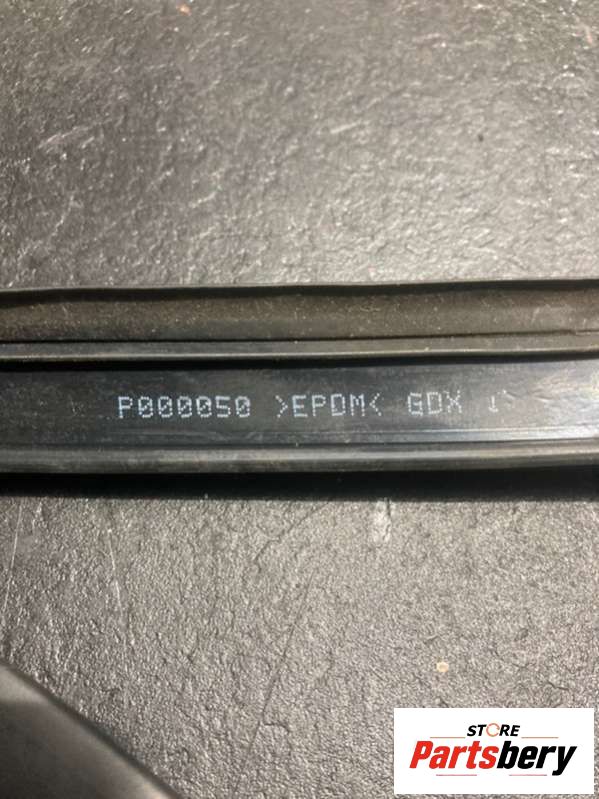 P000050 >EPDM< GDX ↓
STORE
Partsbery